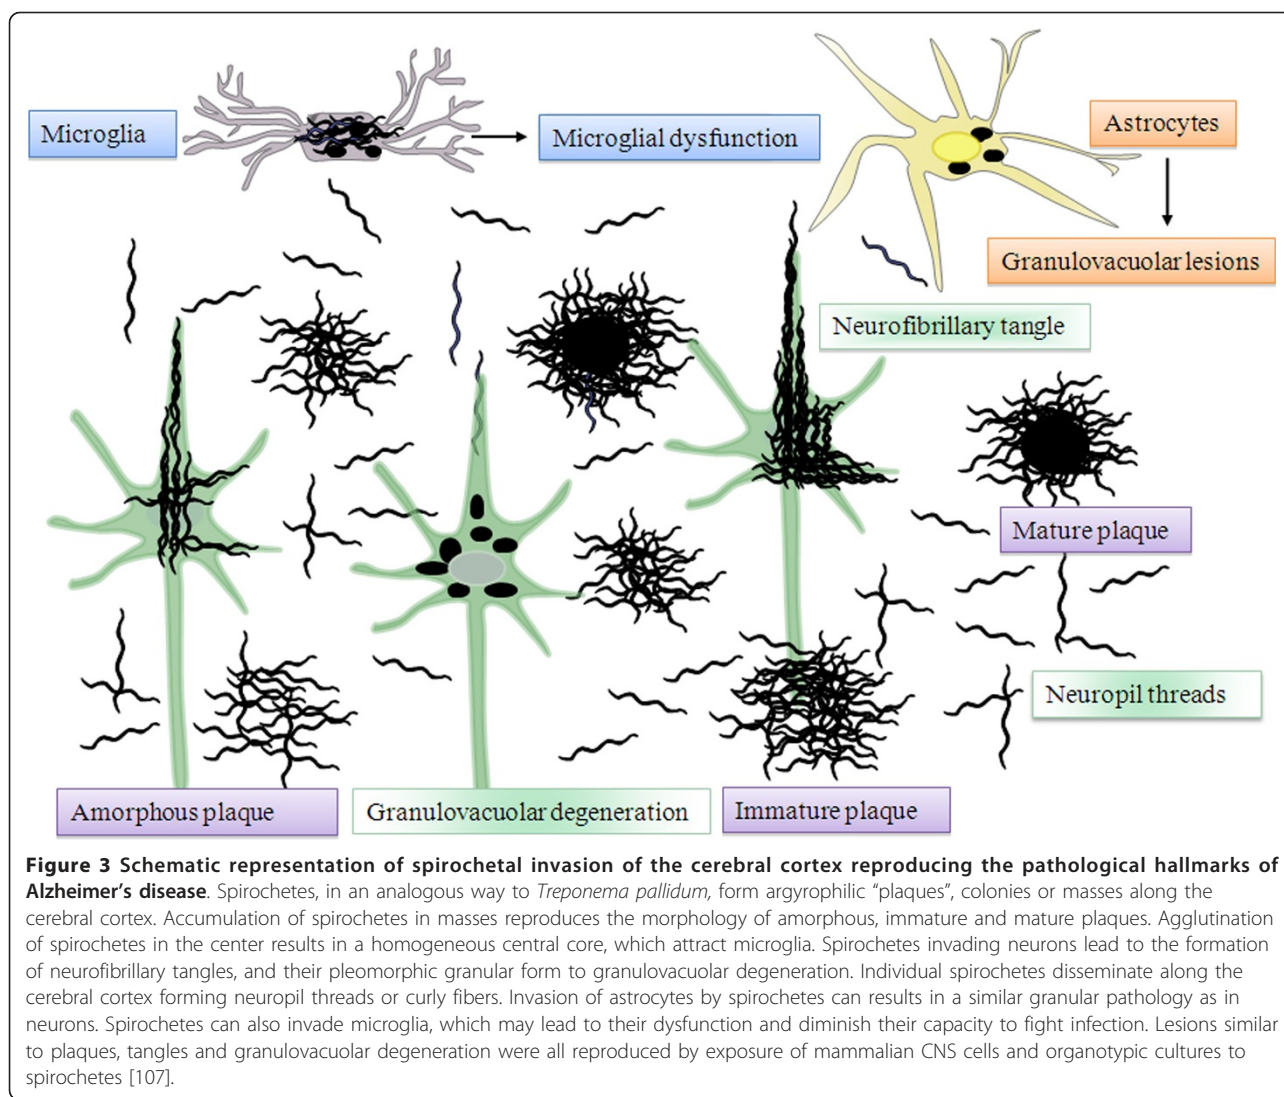 Microglia
Microglial dysfunction
Astrocytes
Granulovacuolar lesions
Neurofibrillary tangle
Mature plaque
Neuropil threads
Amorphous plaque
Granulovacuolar degeneration
Immature plaque
Figure 3 Schematic representation of spirochetal invasion of the cerebral cortex reproducing the pathological hallmarks of
Alzheimer's disease. Spirochetes, in an analogous way to Treponema pallidum, form argyrophilic “plaques”, colonies or masses along the
cerebral cortex. Accumulation of spirochetes in masses reproduces the morphology of amorphous, immature and mature plaques. Agglutination
of spirochetes in the center results in a homogeneous central core, which attract microglia. Spirochetes invading neurons lead to the formation
of neurofibrillary tangles, and their pleomorphic granular form to granulovacuolar degeneration. Individual spirochetes disseminate along the
cerebral cortex forming neuropil threads or curly fibers. Invasion of astrocytes by spirochetes can results in a similar granular pathology as in
neurons. Spirochetes can also invade microglia, which may lead to their dysfunction and diminish their capacity to fight infection. Lesions similar
to plaques, tangles and granulovacuolar degeneration were all reproduced by exposure of mammalian CNS cells and organotypic cultures to
spirochetes [107].